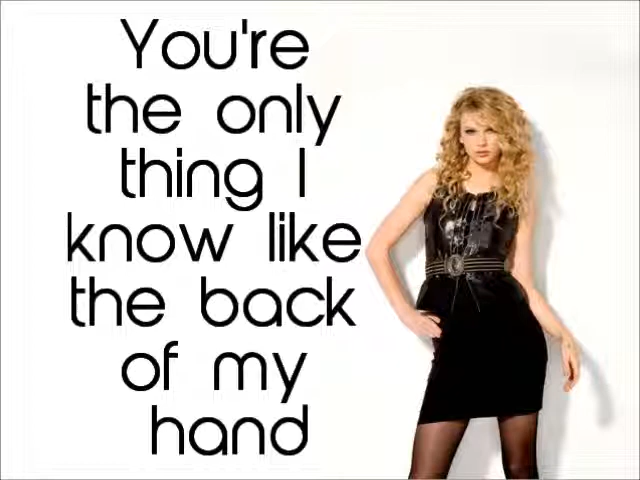 You're
the only
thing I
know like
the back
of my
hand